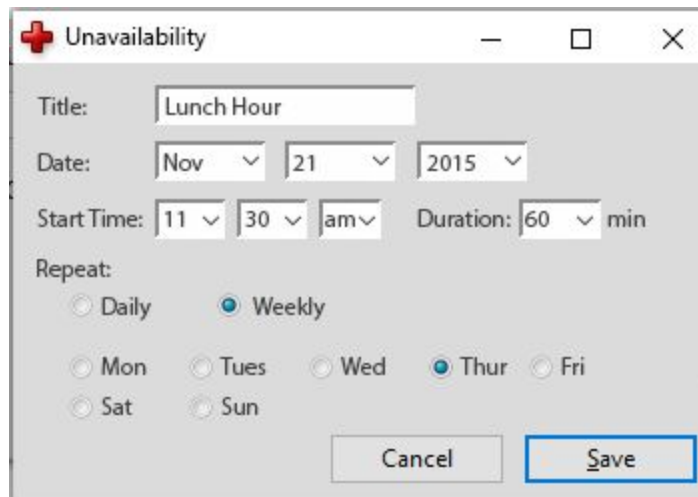 Unavailability
Title: Lunch Hour
Date: Nov 21 2015
Start Time: 11 30 am Duration: 60 min
Repeat:
Daily Weekly
Mon Tues Wed Thur Fri
Sat Sun
Cancel Save